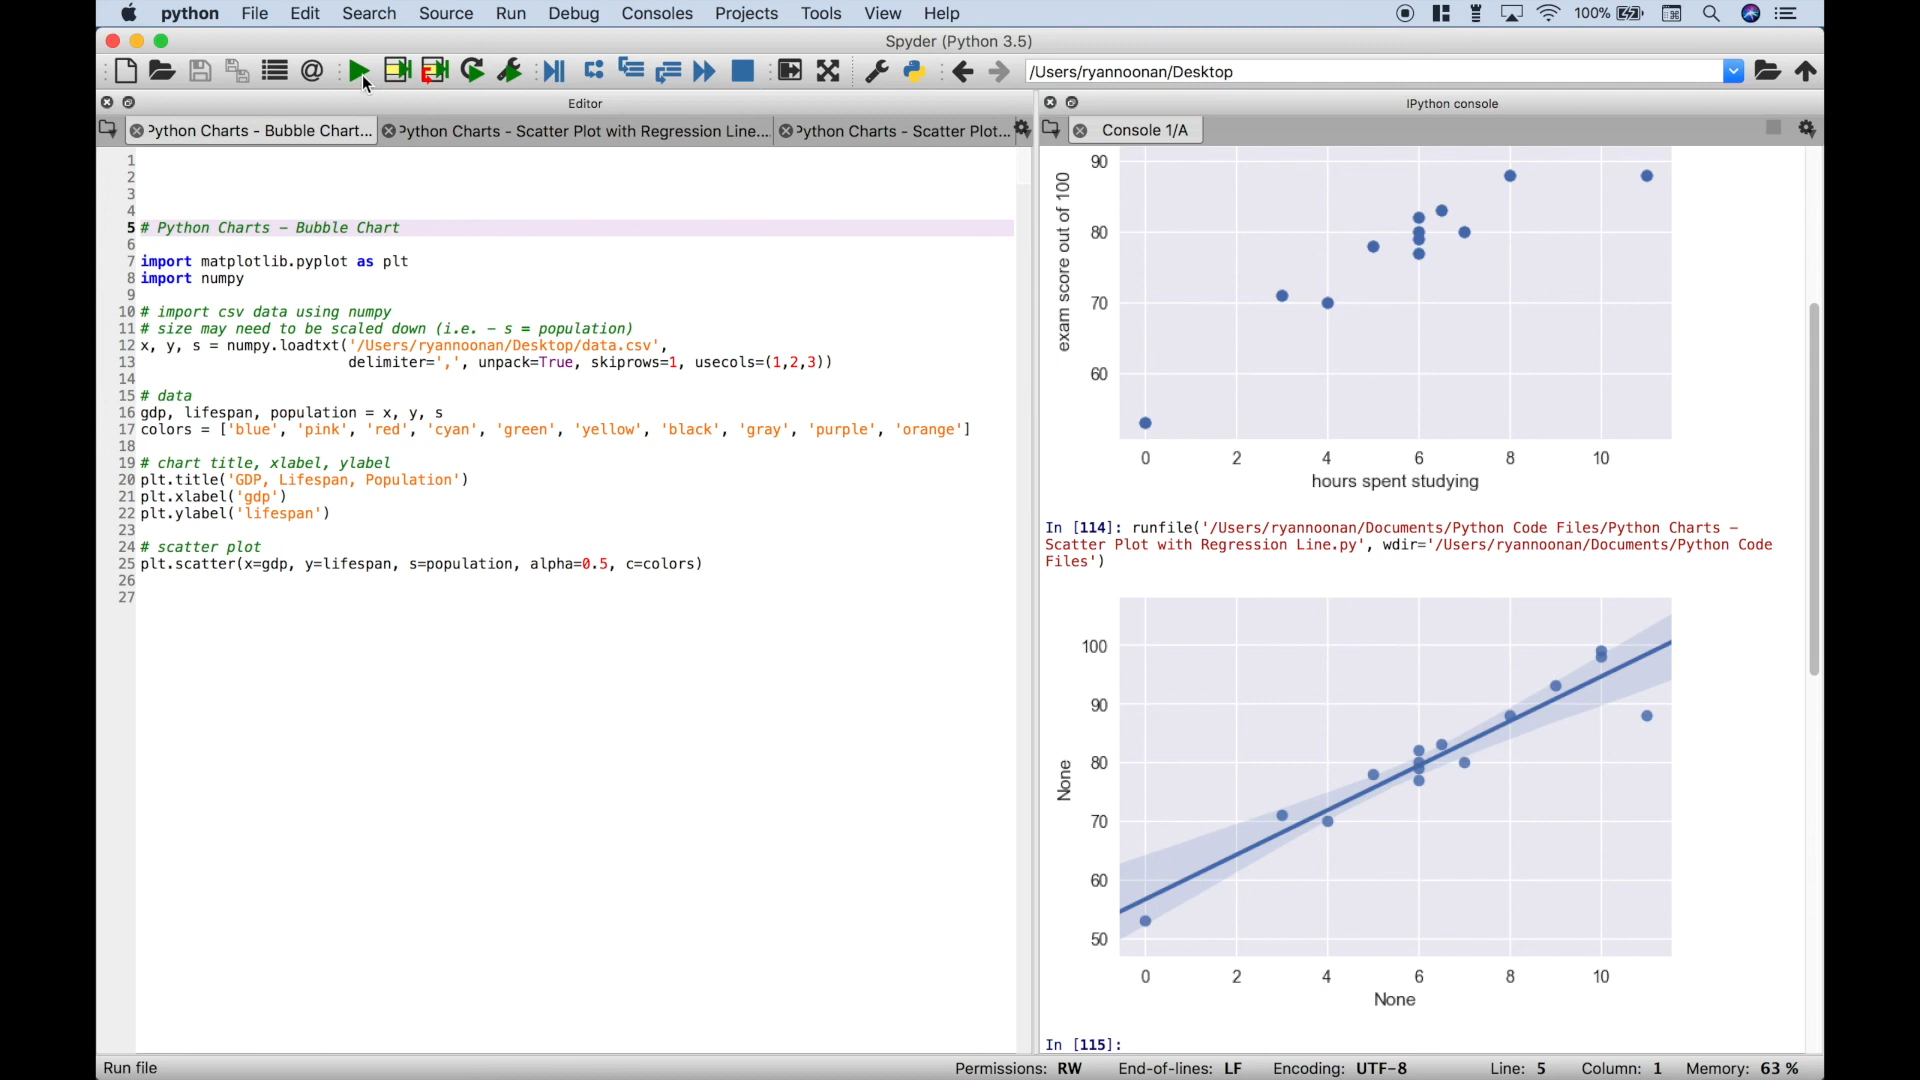 python File Edit Search Source Run Debug Consoles Projects Tools View Help 100%
Spyder (Python 3.5)
/Users/ryannoonan/Desktop
Editor
Python Charts - Bubble Chart... Python Charts - Scatter Plot with Regression Line.... Python Charts - Scatter Plot...
1
2
3
4
5 # Python Charts – Bubble Chart
6
7 import matplotlib.pyplot as plt
8 import numpy
9
10 # import csv data using numpy
11 # size may need to be scaled down (i.e. – s = population)
12 x, y, s = numpy.loadtxt('/Users/ryannoonan/Desktop/data.csv',
13 delimiter=',', unpack=True, skiprows=1, usecols=(1,2,3))
14
15 # data
16 gdp, lifespan, population = x, y, s
17 colors = ['blue', 'pink', 'red', 'cyan', 'green', 'yellow', 'black', 'gray', 'purple', 'orange']
18
19 # chart title, xlabel, ylabel
20 plt.title('GDP, Lifespan, Population')
21 plt.xlabel('gdp')
22 plt.ylabel('lifespan')
23
24 # scatter plot
25 plt.scatter(x=gdp, y=lifespan, s=population, alpha=0.5, c=colors)
26
27
IPython console
Console 1/A
exam score out of 100
90
80
70
60
0 2 4 6 8 10
hours spent studying
In [114]: runfile('/Users/ryannoonan/Documents/Python Code Files/Python Charts –
Scatter Plot with Regression Line.py', wdir='/Users/ryannoonan/Documents/Python Code
Files')
None
100
90
80
70
60
50
0 2 4 6 8 10
None
In [115]:
Run file Permissions: RW End-of-lines: LF Encoding: UTF-8 Line: 5 Column: 1 Memory: 63 %